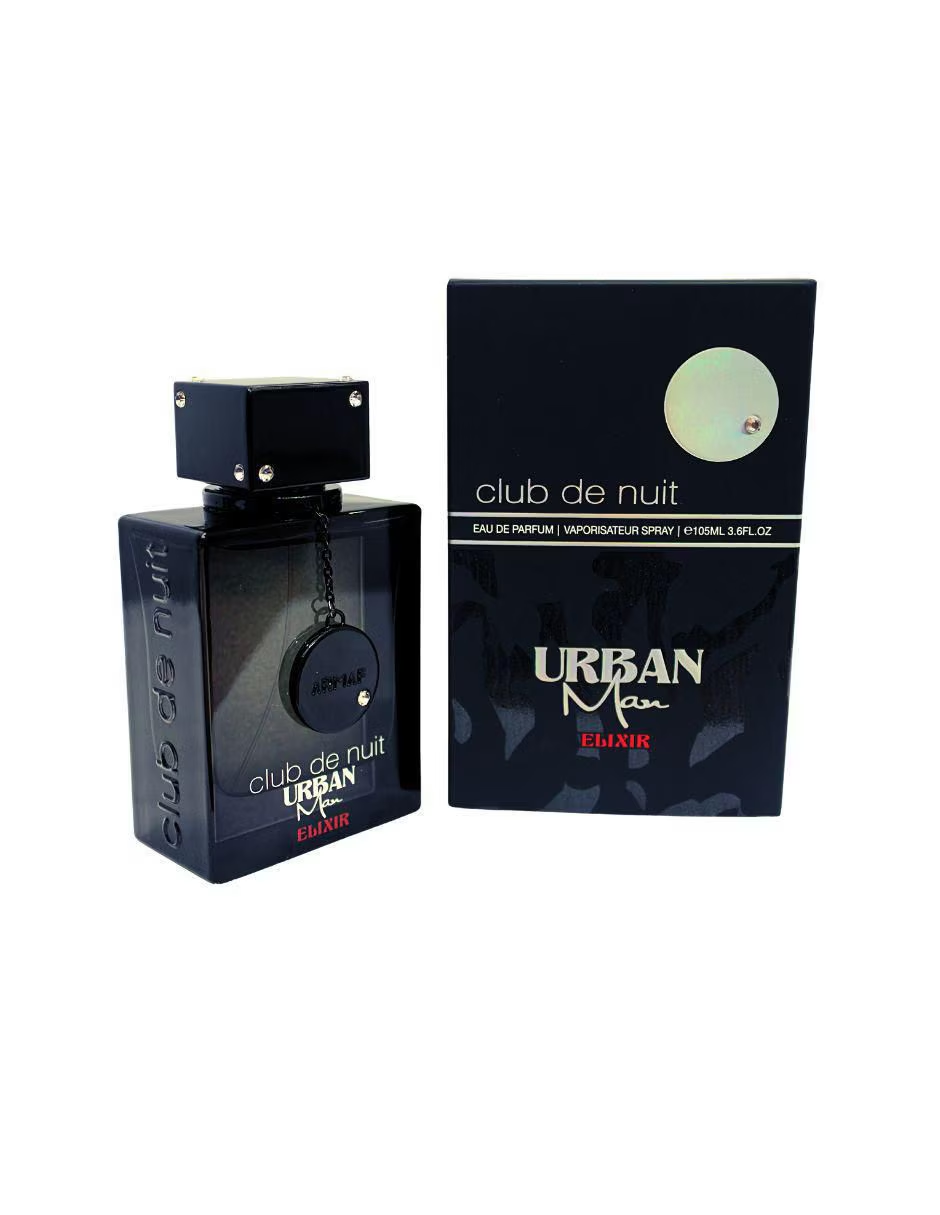 club de nuit
ARMAF
club de nuit
URBAN
Man
ELIXIR
club de nuit
EAU DE PARFUM | VAPORISATEUR SPRAY | ℮105ML 3.6FL.OZ
URBAN
Man
ELIXIR